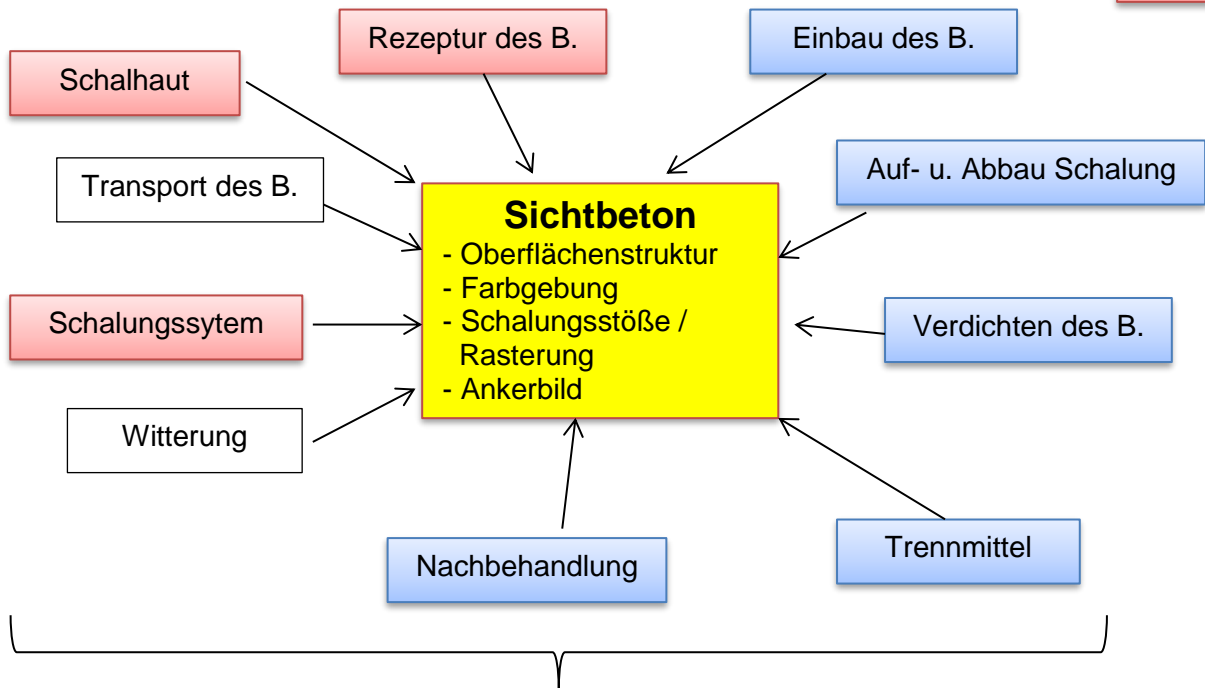 Rezeptur des B.
Einbau des B.
Schalhaut
Transport des B.
Auf- u. Abbau Schalung
Sichtbeton
- Oberflächenstruktur
- Farbgebung
- Schalungsstöße /
Rasterung
- Ankerbild
Schalungssytem
Verdichten des B.
Witterung
Nachbehandlung
Trennmittel